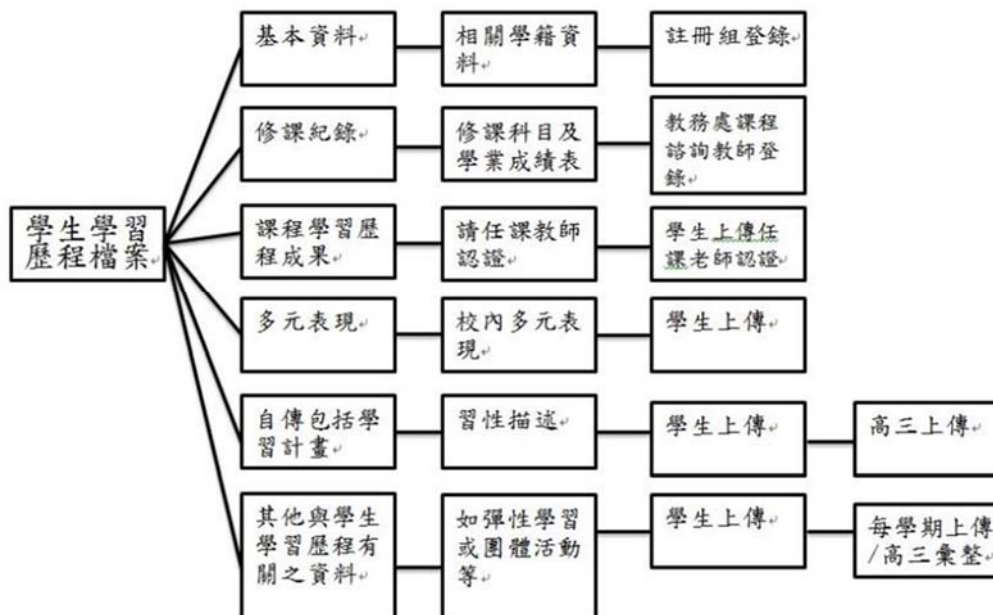 學生學習
歷程檔案
基本資料
相關學籍資
料
註冊組登錄
修課紀錄
修課科目及
學業成績表
教務處課程
諮詢教師登
錄
課程學習歷
程成果
請任課教師
認證
學生上傳任
課老師認證
多元表現
校內多元表
現
學生上傳
自傳包括學
習計畫
習性描述
學生上傳
高三上傳
其他與學生
學習歷程有
關之資料
如彈性學習
或團體活動
等
學生上傳
每學期上傳
/高三彙整